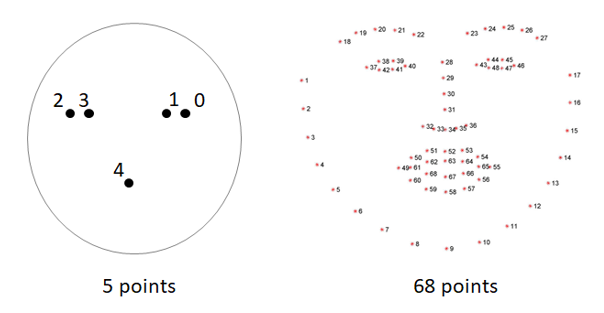 2 3 1 0
4
5 points
19 20 21 22 23 24 25 26
18 27
38 39 28 44 45
37 42 41 40 43 48 47 46
1 29 17
2 30 16
31
32 33 34 35 36 15
3
50 51 52 53 54 14
4 49 61 62 63 64 65 55
60 68 67 66 56 13
5 59 58 57
6 12
7 11
8 9 10
68 points